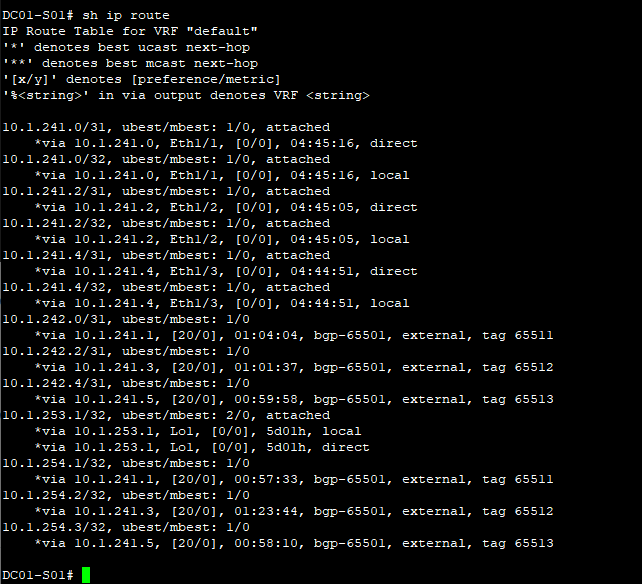 DC01-S01# sh ip route
IP Route Table for VRF "default"
'*' denotes best ucast next-hop
'**' denotes best mcast next-hop
'[x/y]' denotes [preference/metric]
'%<string>' in via output denotes VRF <string>

10.1.241.0/31, ubest/mbest: 1/0, attached
    *via 10.1.241.0, Eth1/1, [0/0], 04:45:16, direct
10.1.241.0/32, ubest/mbest: 1/0, attached
    *via 10.1.241.0, Eth1/1, [0/0], 04:45:16, local
10.1.241.2/31, ubest/mbest: 1/0, attached
    *via 10.1.241.2, Eth1/2, [0/0], 04:45:05, direct
10.1.241.2/32, ubest/mbest: 1/0, attached
    *via 10.1.241.2, Eth1/2, [0/0], 04:45:05, local
10.1.241.4/31, ubest/mbest: 1/0, attached
    *via 10.1.241.4, Eth1/3, [0/0], 04:44:51, direct
10.1.241.4/32, ubest/mbest: 1/0, attached
    *via 10.1.241.4, Eth1/3, [0/0], 04:44:51, local
10.1.242.0/31, ubest/mbest: 1/0
    *via 10.1.241.1, [20/0], 01:04:04, bgp-65501, external, tag 65511
10.1.242.2/31, ubest/mbest: 1/0
    *via 10.1.241.3, [20/0], 01:01:37, bgp-65501, external, tag 65512
10.1.242.4/31, ubest/mbest: 1/0
    *via 10.1.241.5, [20/0], 00:59:58, bgp-65501, external, tag 65513
10.1.253.1/32, ubest/mbest: 2/0, attached
    *via 10.1.253.1, Lo1, [0/0], 5d01h, local
    *via 10.1.253.1, Lo1, [0/0], 5d01h, direct
10.1.254.1/32, ubest/mbest: 1/0
    *via 10.1.241.1, [20/0], 00:57:33, bgp-65501, external, tag 65511
10.1.254.2/32, ubest/mbest: 1/0
    *via 10.1.241.3, [20/0], 01:23:44, bgp-65501, external, tag 65512
10.1.254.3/32, ubest/mbest: 1/0
    *via 10.1.241.5, [20/0], 00:58:10, bgp-65501, external, tag 65513

DC01-S01#